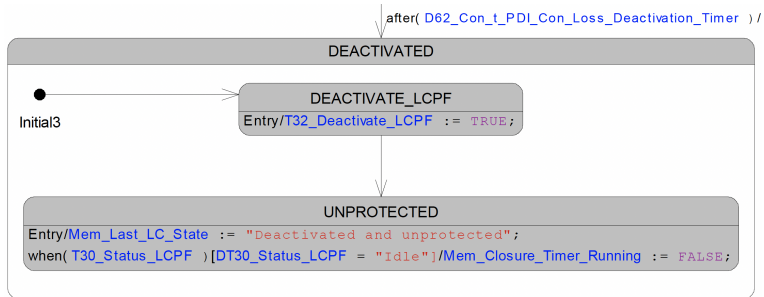 after( D62_Con_t_PDI_Con_Loss_Deactivation_Timer )/
DEACTIVATED
Initial3
DEACTIVATE_LCPF
Entry/T32_Deactivate_LCPF := TRUE;
UNPROTECTED
Entry/Mem_Last_LC_State := "Deactivated and unprotected";
when( T30_Status_LCPF )[DT30_Status_LCPF = "Idle"]/Mem_Closure_Timer_Running := FALSE;